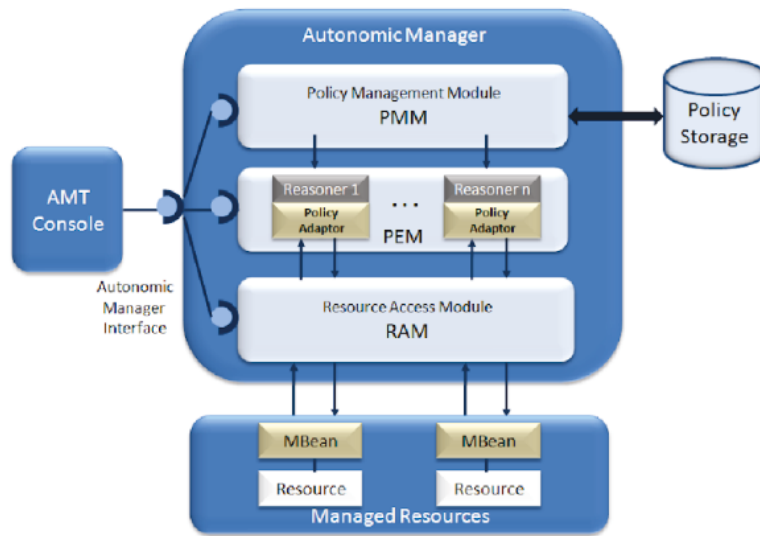 Autonomic Manager
Policy Management Module
PMM
Policy
Storage
AMT
Console
Reasoner 1
Policy
Adaptor
...
Reasoner n
Policy
Adaptor
PEM
Autonomic
Manager
Interface
Resource Access Module
RAM
MBean
MBean
Resource
Resource
Managed Resources